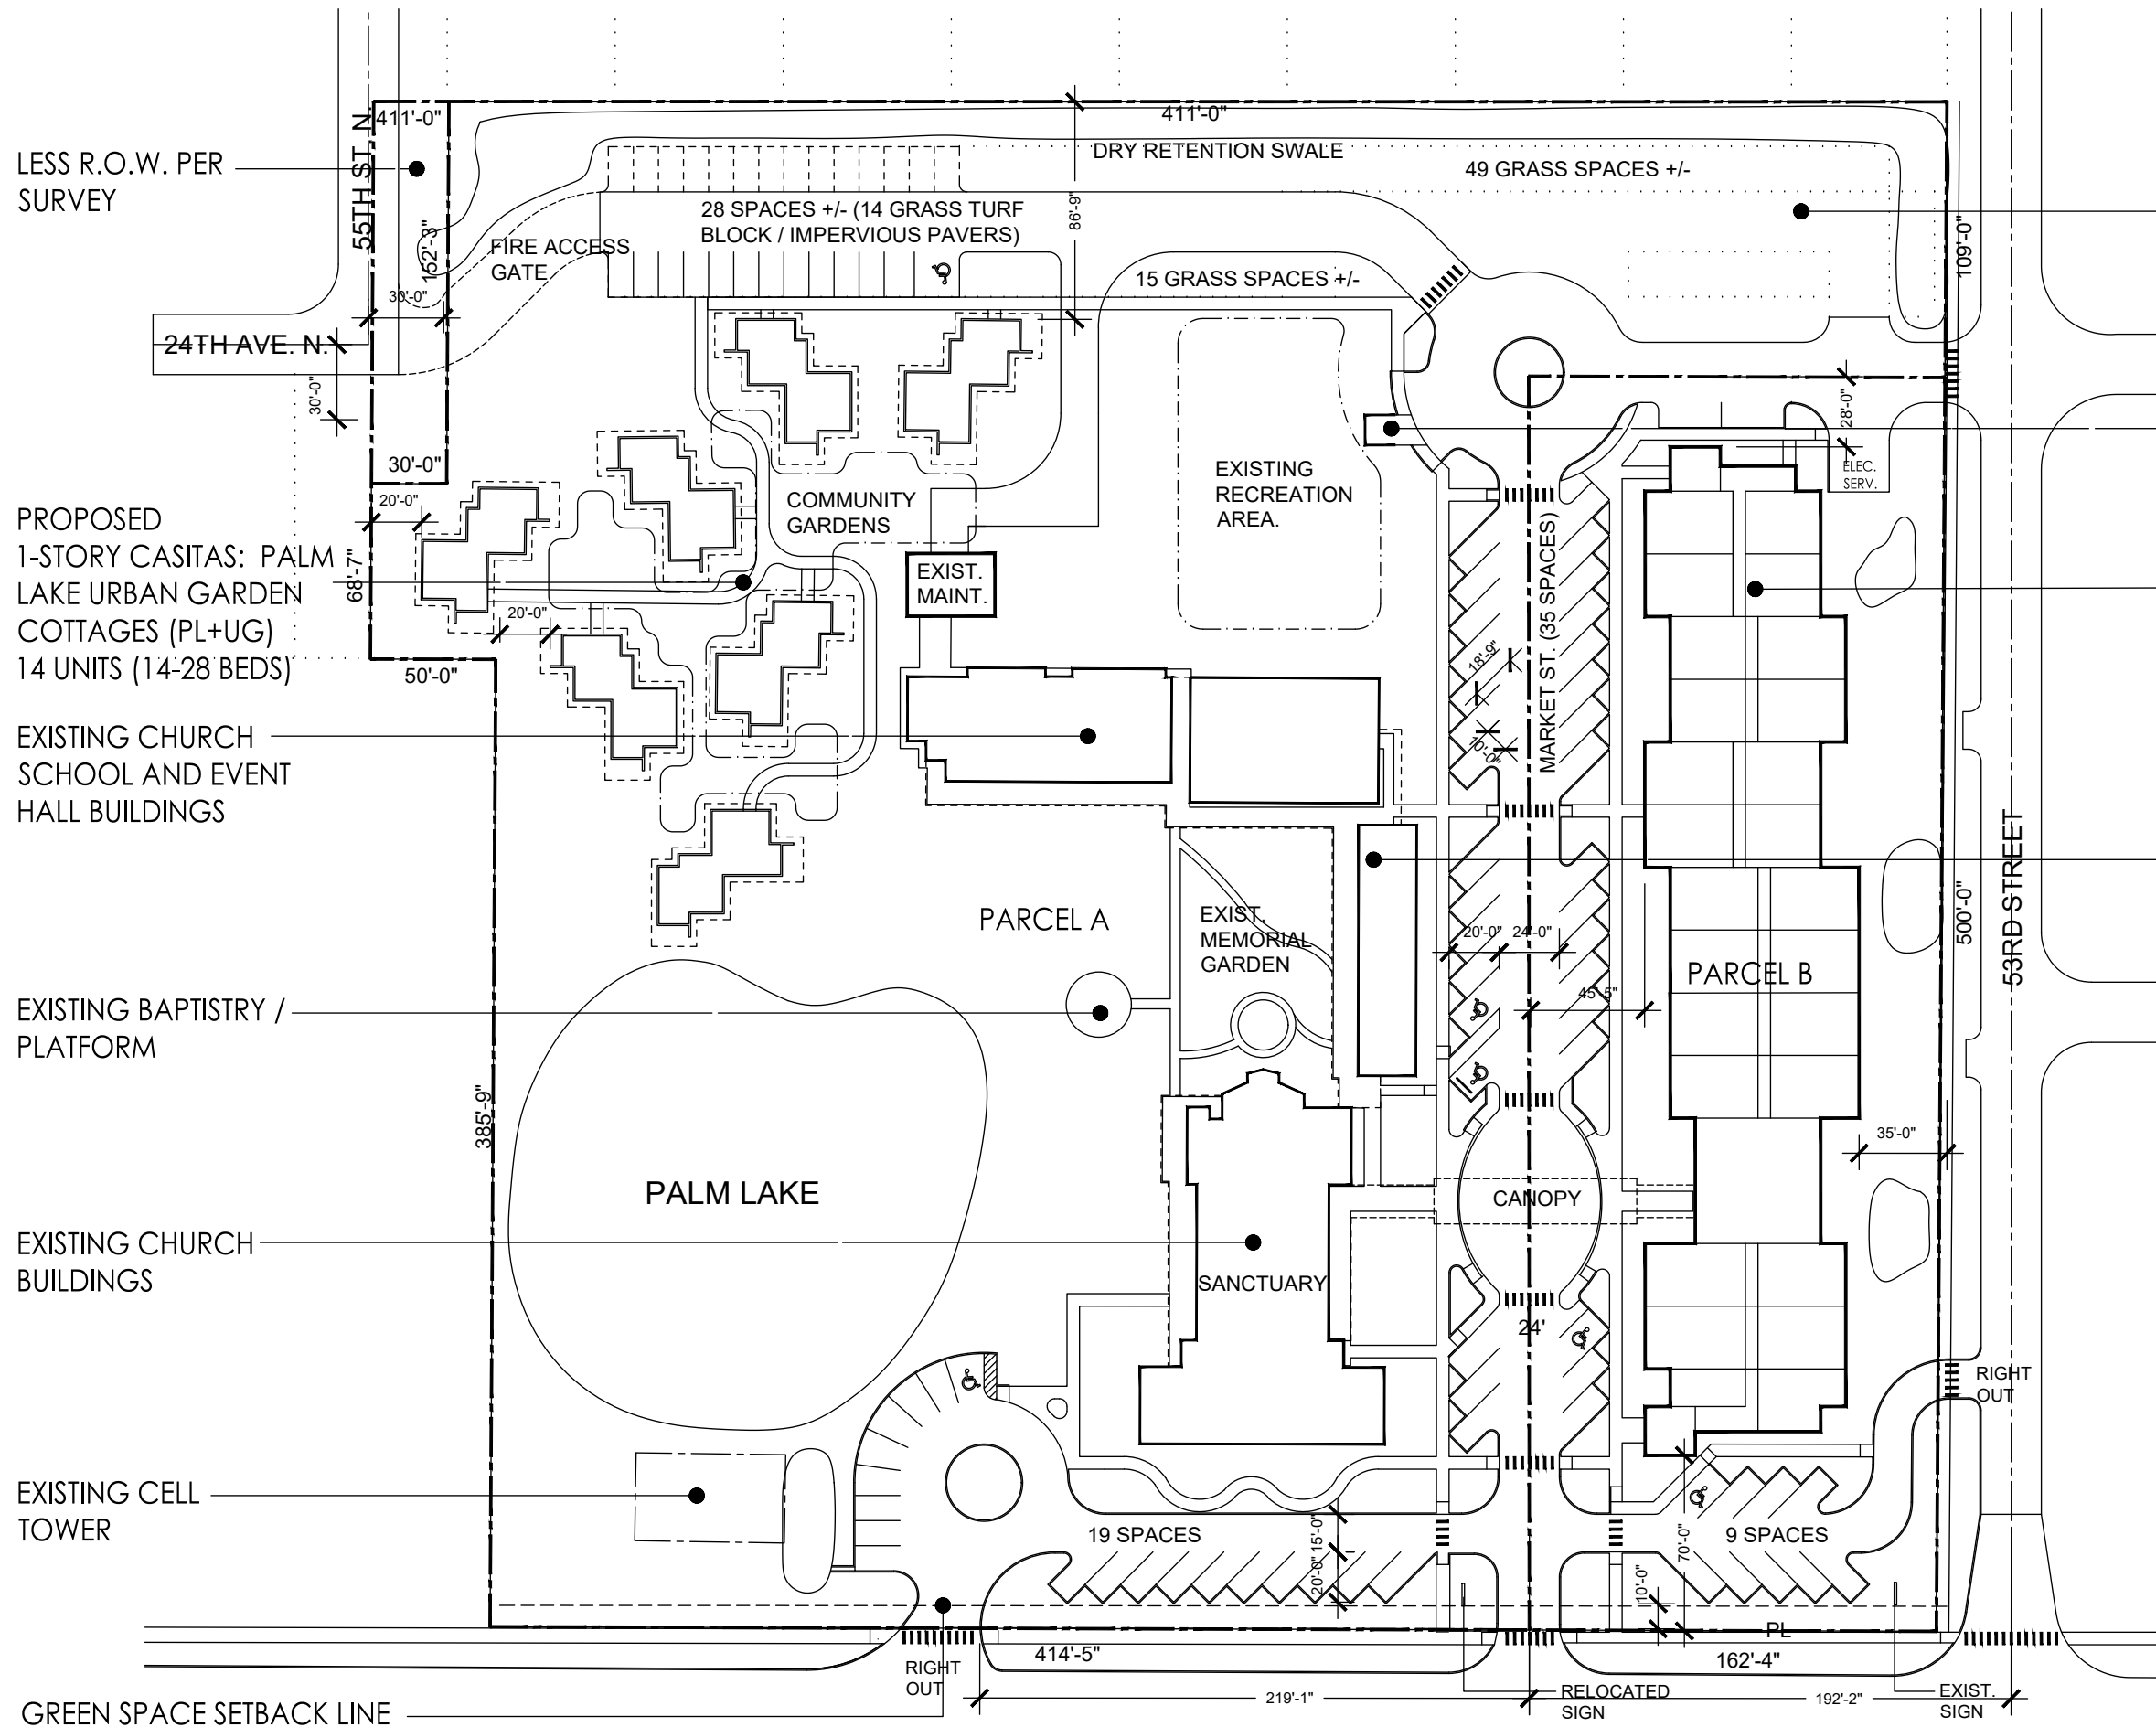 411'-0"
411'-0"
LESS R.O.W. PER
SURVEY
55TH ST. N.
152'-3"
DRY RETENTION SWALE
49 GRASS SPACES +/-
28 SPACES +/- (14 GRASS TURF
BLOCK / IMPERVIOUS PAVERS)
86'-9"
FIRE ACCESS
GATE
15 GRASS SPACES +/-
109'-0"
30'-0"
24TH AVE. N.
30'-0"
28'-0"
30'-0"
20'-0"
ELEC.
SERV.
EXISTING
RECREATION
AREA.
COMMUNITY
GARDENS
PROPOSED
1-STORY CASITAS: PALM
LAKE URBAN GARDEN
COTTAGES (PL+UG)
14 UNITS (14-28 BEDS)
68'-7"
20'-0"
50'-0"
EXIST.
MAINT.
MARKET ST. (35 SPACES)
18'-9"
10'-0"
EXISTING CHURCH
SCHOOL AND EVENT
HALL BUILDINGS
PARCEL A
EXIST.
MEMORIAL
GARDEN
20'-0"
24'-0"
45'-5"
PARCEL B
500'-0"
53RD STREET
EXISTING BAPTISTRY /
PLATFORM
385'-9"
35'-0"
PALM LAKE
CANOPY
EXISTING CHURCH
BUILDINGS
SANCTUARY
24'
RIGHT
OUT
EXISTING CELL
TOWER
19 SPACES
15'-0"
20'-0"
9 SPACES
70'-0"
10'-0"
PL
414'-5"
162'-4"
RIGHT
OUT
219'-1"
RELOCATED
SIGN
192'-2"
EXIST.
SIGN
GREEN SPACE SETBACK LINE